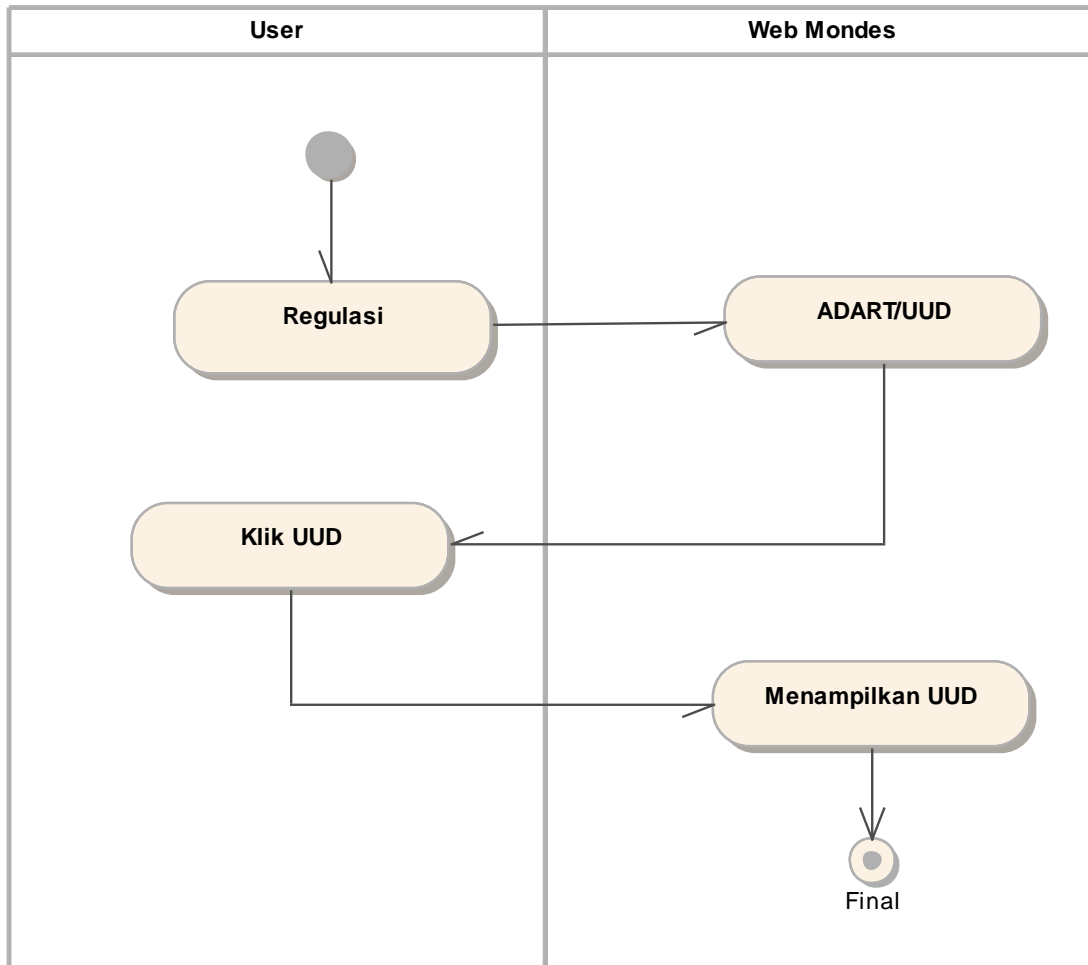 User
Web Mondes
Regulasi
ADART/UUD
Klik UUD
Menampilkan UUD
Final